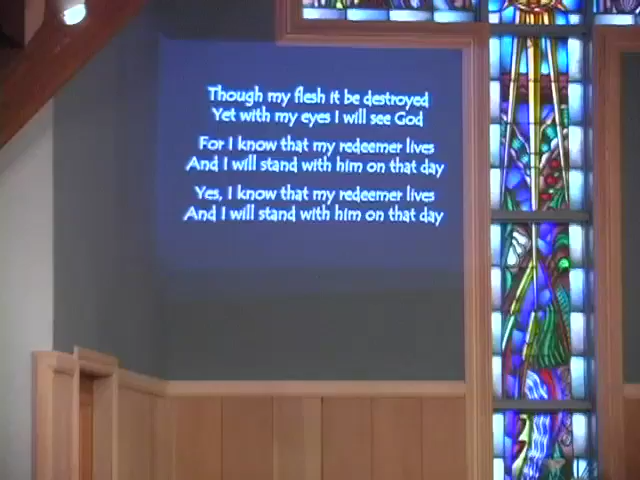 Though my flesh it be destroyed
Yet with my eyes I will see God
For I know that my redeemer lives
And I will stand with him on that day
Yes, I know that my redeemer lives
And I will stand with him on that day